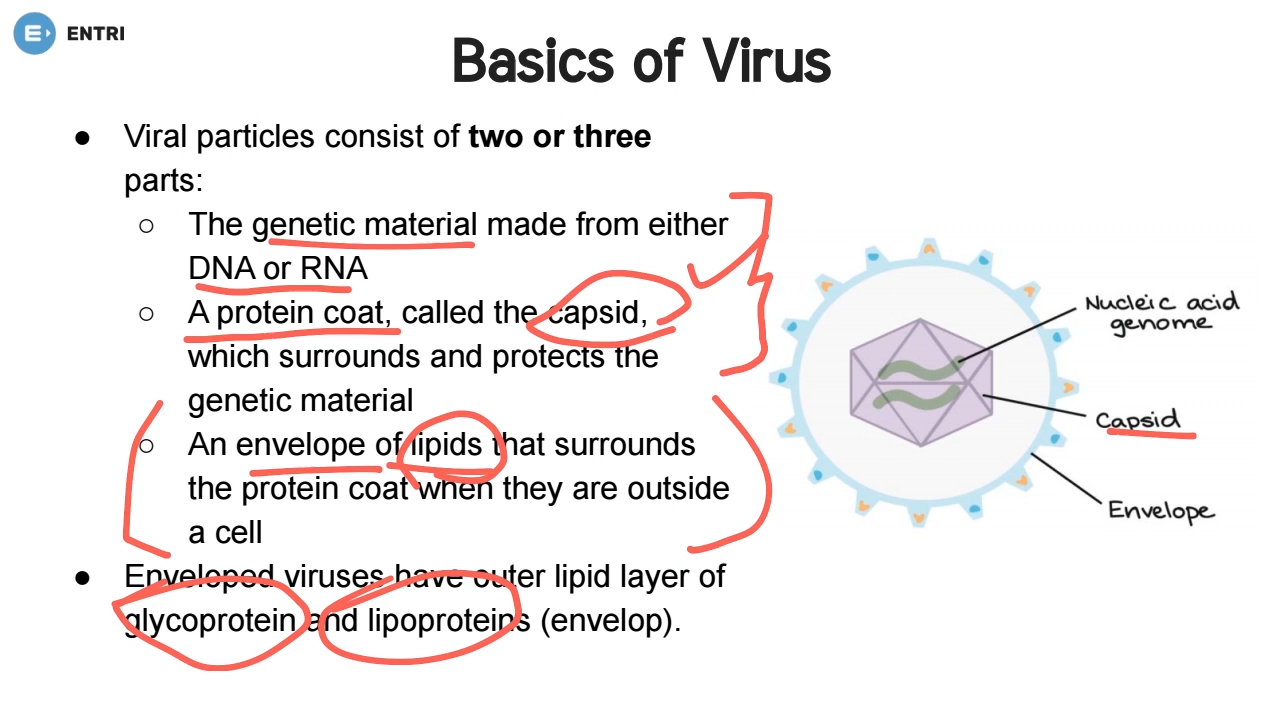 ENTRI
Basics of Virus
● Viral particles consist of two or three
parts:
○ The genetic material made from either
DNA or RNA
○ A protein coat, called the capsid,
which surrounds and protects the
genetic material
○ An envelope of lipids that surrounds
the protein coat when they are outside
a cell
● Enveloped viruses have outer lipid layer of
glycoprotein and lipoproteins (envelop).
Nucleic acid
genome
Capsid
Envelope